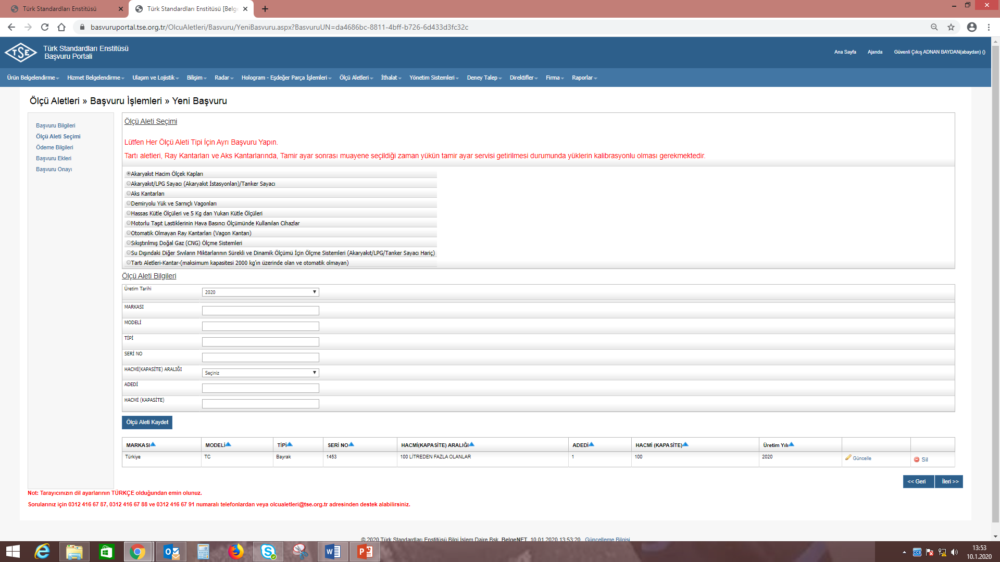 Türk Standardları Enstitüsü
Türk Standardları Enstitüsü [Belge
basvuruportal.tse.org.tr/OlcuAletleri/Basvuru/YeniBasvuru.aspx?BasvuruUN=da4686bc-8811-4bff-b726-6d433d3fc32c
TSE
Türk Standardları Enstitüsü
Başvuru Portali
Ana Sayfa Ajanda Güvenli Çıkış ADNAN BAYDAN(abaydan) ()
Ürün Belgelendirme Hizmet Belgelendirme Ulaşım ve Lojistik Bilişim Radar Hologram - Eşdeğer Parça İşlemleri Ölçü Aletleri İthalat Yönetim Sistemleri Deney Talep Direktifler Firma Raporlar
Ölçü Aletleri » Başvuru İşlemleri » Yeni Başvuru
Başvuru Bilgileri
Ölçü Aleti Seçimi
Ödeme Bilgileri
Başvuru Ekleri
Başvuru Onayı
Ölçü Aleti Seçimi
Lütfen Her Ölçü Aleti Tipi İçin Ayrı Başvuru Yapın.
Tartı aletleri, Ray Kantarları ve Aks Kantarlarında, Tamir ayar sonrası muayene seçildiği zaman yükün tamir ayar servisi getirilmesi durumunda yüklerin kalibrasyonlu olması gerekmektedir.
Akaryakıt Hacim Ölçek Kapları
Akaryakıt/LPG Sayacı (Akaryakıt İstasyonları)/Tanker Sayacı
Aks Kantarları
Demiryolu Yük ve Sarnıçlı Vagonları
Hassas Kütle Ölçüleri ve 5 Kg dan Yukarı Kütle Ölçüleri
Motorlu Taşıt Lastiklerinin Hava Basıncı Ölçümünde Kullanılan Cihazlar
Otomatik Olmayan Ray Kantarları (Vagon Kantarı)
Sıkıştırılmış Doğal Gaz (CNG) Ölçme Sistemleri
Su Dışındaki Diğer Sıvıların Miktarlarının Sürekli ve Dinamik Ölçümü İçin Ölçme Sistemleri (Akaryakıt/LPG/Tanker Sayacı Hariç)
Tartı Aletleri-Kantar-(maksimum kapasitesi 2000 kg'ın üzerinde olan ve otomatik olmayan)
Ölçü Aleti Bilgileri
Üretim Tarihi 2020
MARKASI
MODELİ
TİPİ
SERİ NO
HACMİ(KAPASİTE) ARALIĞI Seçiniz
ADEDİ
HACMİ (KAPASİTE)
Ölçü Aleti Kaydet
MARKASI MODELİ TİPİ SERİ NO HACMİ(KAPASİTE) ARALIĞI ADEDİ HACMİ (KAPASİTE) Üretim Yılı
Türkiye TC Bayrak 1453 100 LİTREDEN FAZLA OLANLAR 1 100 2020 Güncelle Sil
<< Geri İleri >>
Not: Tarayıcınızın dil ayarlarının TÜRKÇE olduğundan emin olunuz.
Sorularınız için 0312 416 67 87, 0312 416 67 88 ve 0312 416 67 91 numaralı telefonlardan veya olcualetleri@tse.org.tr adresinden destek alabilirsiniz.
© 2020 Türk Standardları Enstitüsü Bilgi İşlem Daire Bşk. BelgeNET 10.01.2020 13:53:20 Güncelleme Bilgisi
13:53
10.1.2020